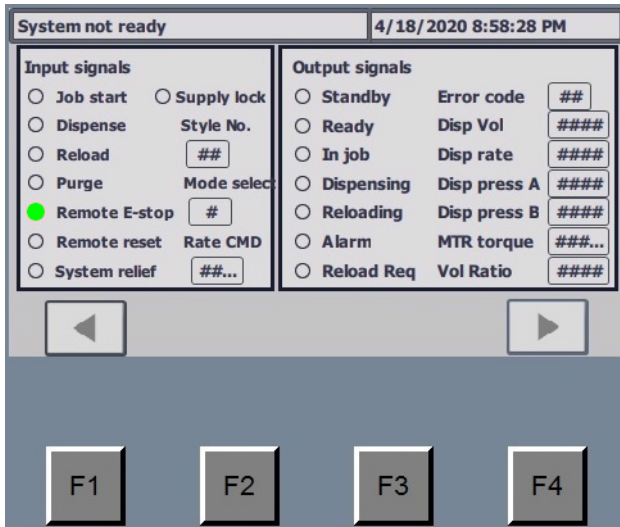 System not ready 4/18/2020 8:58:28 PM
Input signals
Job start Supply lock
Dispense Style No.
Reload ##
Purge Mode select
Remote E-stop #
Remote reset Rate CMD
System relief ##...
Output signals
Standby Error code ##
Ready Disp Vol ####
In job Disp rate ####
Dispensing Disp press A ####
Reloading Disp press B ####
Alarm MTR torque ###...
Reload Req Vol Ratio ####
F1 F2 F3 F4